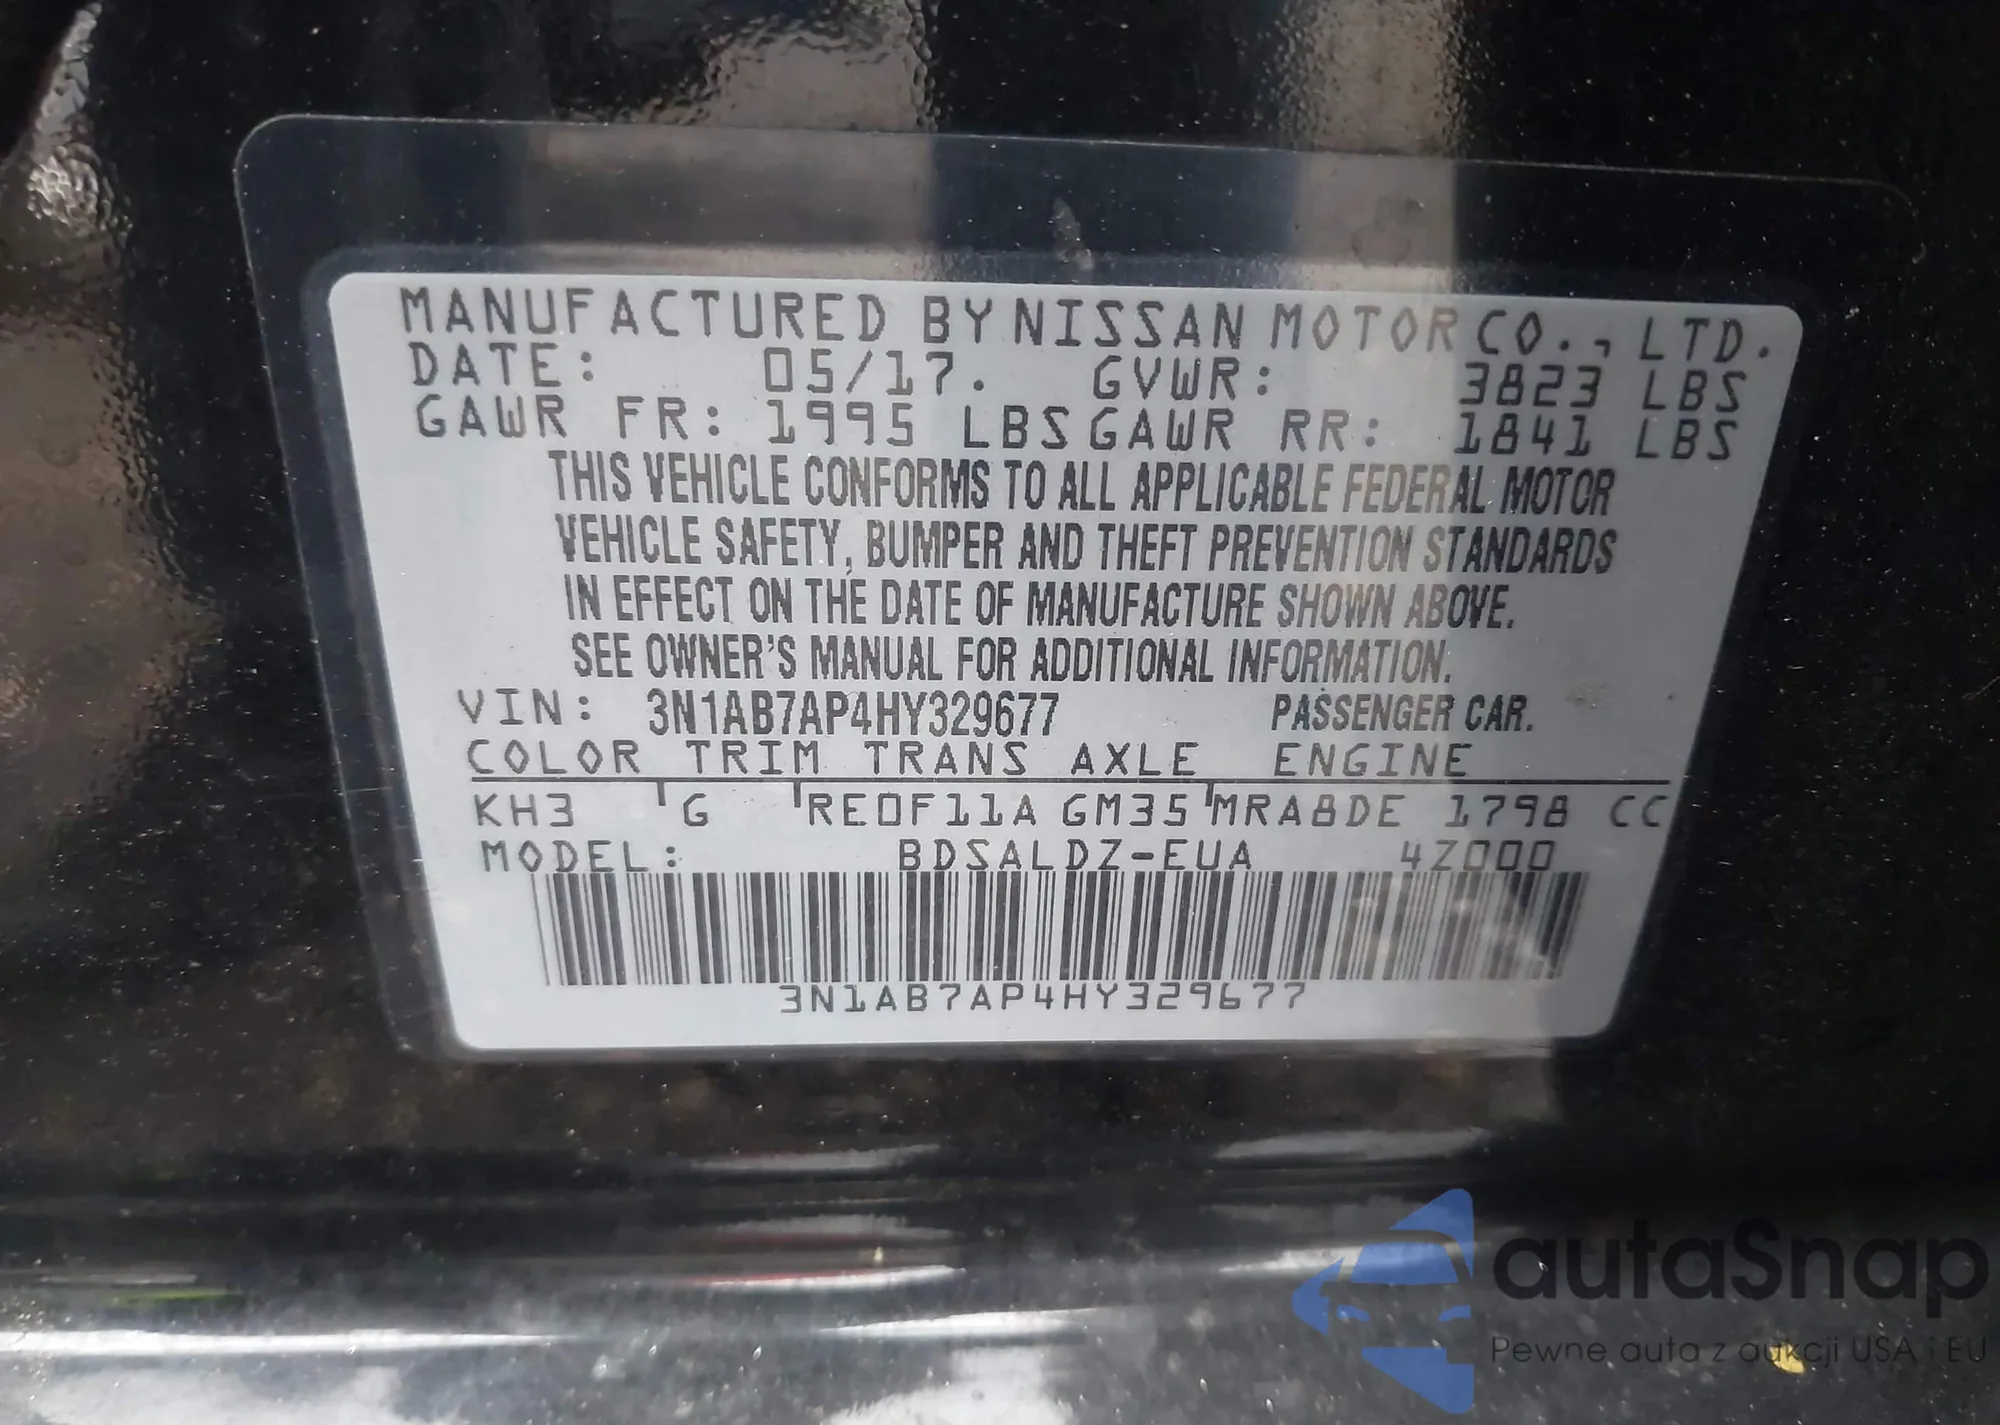 MANUFACTURED BY NISSAN MOTOR CO., LTD.
DATE: 05/17. GVWR: 3823 LBS
GAWR FR: 1995 LBS GAWR RR: 1841 LBS
THIS VEHICLE CONFORMS TO ALL APPLICABLE FEDERAL MOTOR
VEHICLE SAFETY, BUMPER AND THEFT PREVENTION STANDARDS
IN EFFECT ON THE DATE OF MANUFACTURE SHOWN ABOVE.
SEE OWNER'S MANUAL FOR ADDITIONAL INFORMATION.
VIN: 3N1AB7AP4HY329677 PASSENGER CAR.
COLOR TRIM TRANS AXLE ENGINE
KH3 G RE0F11A GM35 MRA8DE 1798 CC
MODEL: BDSALDZ-EUA 4Z000
3N1AB7AP4HY329677
autaSnap
Pewne auta z aukcji USA i EU